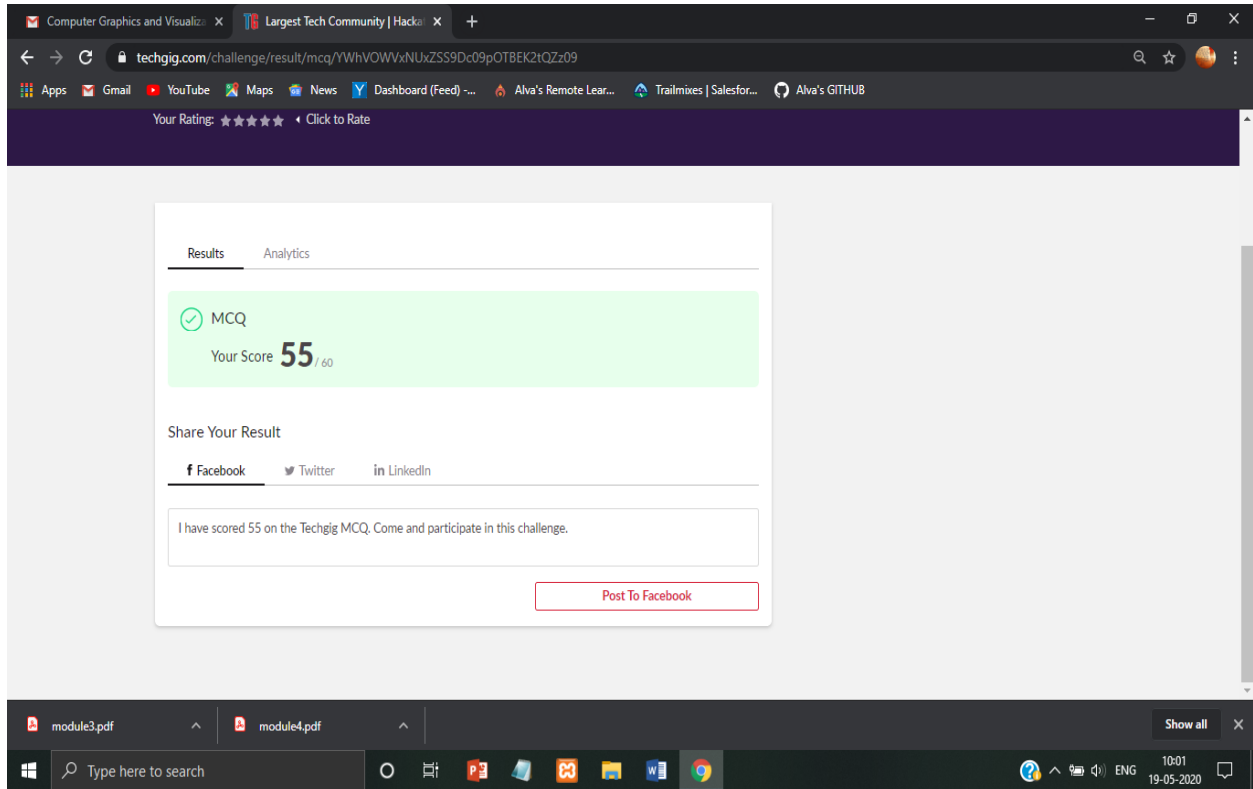 Computer Graphics and Visualiza
Largest Tech Community | Hackat
techgig.com/challenge/result/mcq/YWhVOWVxNUxZSS9Dc09pOTBEK2tQZz09
Apps Gmail YouTube Maps News Dashboard (Feed) -... Alva's Remote Lear... Trailmixes | Salesfor... Alva's GITHUB
Your Rating: Click to Rate
Results Analytics
MCQ
Your Score 55 / 60
Share Your Result
Facebook Twitter LinkedIn
I have scored 55 on the Techgig MCQ. Come and participate in this challenge.
Post To Facebook
module3.pdf module4.pdf Show all
Type here to search ENG 10:01
19-05-2020